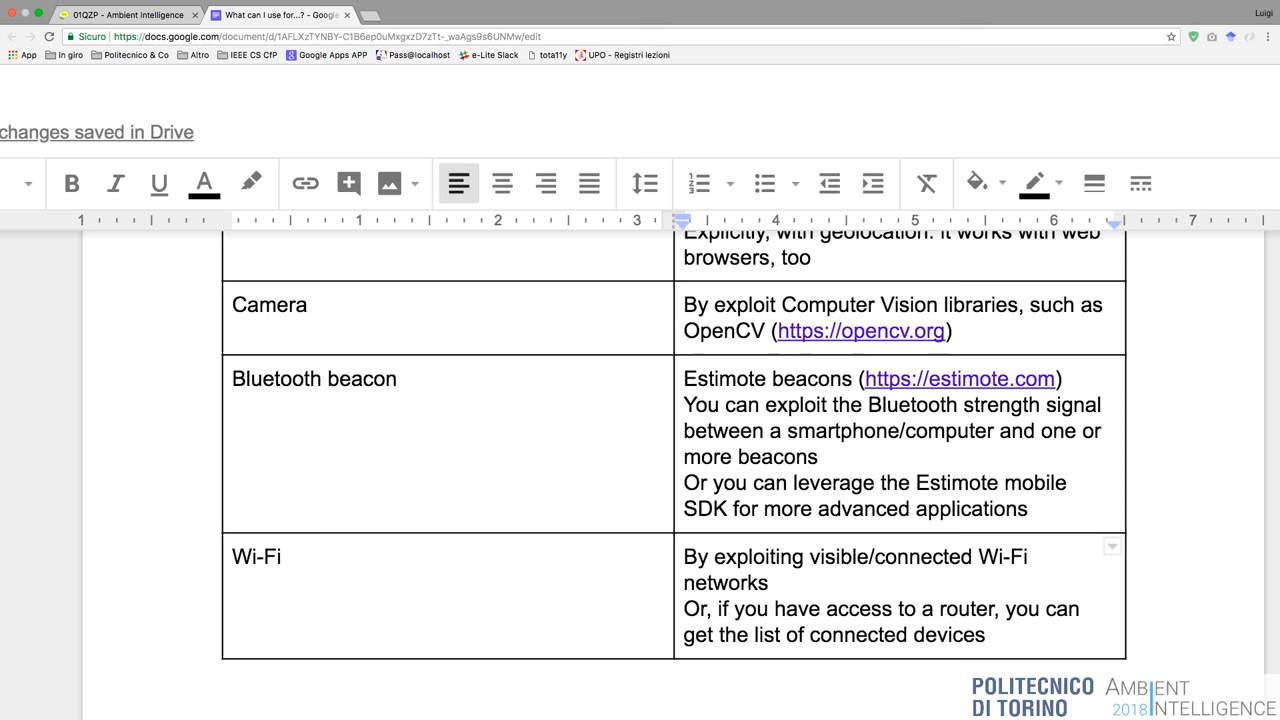 01QZP - Ambient Intelligence
What can I use for...? - Google
Luigi
Sicuro
https://docs.google.com/document/d/1AFLXzTYNBY-C1B6ep0uMxgxzD7zTt-_waAgs9s6UNMw/edit
App In giro Politecnico & Co Altro IEEE CS CfP Google Apps APP Pass@localhost e-Lite Slack tota11y UPO - Registri lezioni
changes saved in Drive
B I U A
1 1 2 3 4 5 6 7
Explicitly, with geolocation: it works with web
browsers, too
Camera
By exploit Computer Vision libraries, such as
OpenCV (https://opencv.org)
Bluetooth beacon
Estimote beacons (https://estimote.com)
You can exploit the Bluetooth strength signal
between a smartphone/computer and one or
more beacons
Or you can leverage the Estimote mobile
SDK for more advanced applications
Wi-Fi
By exploiting visible/connected Wi-Fi
networks
Or, if you have access to a router, you can
get the list of connected devices
POLITECNICO
DI TORINO
AMBIENT
2018 INTELLIGENCE